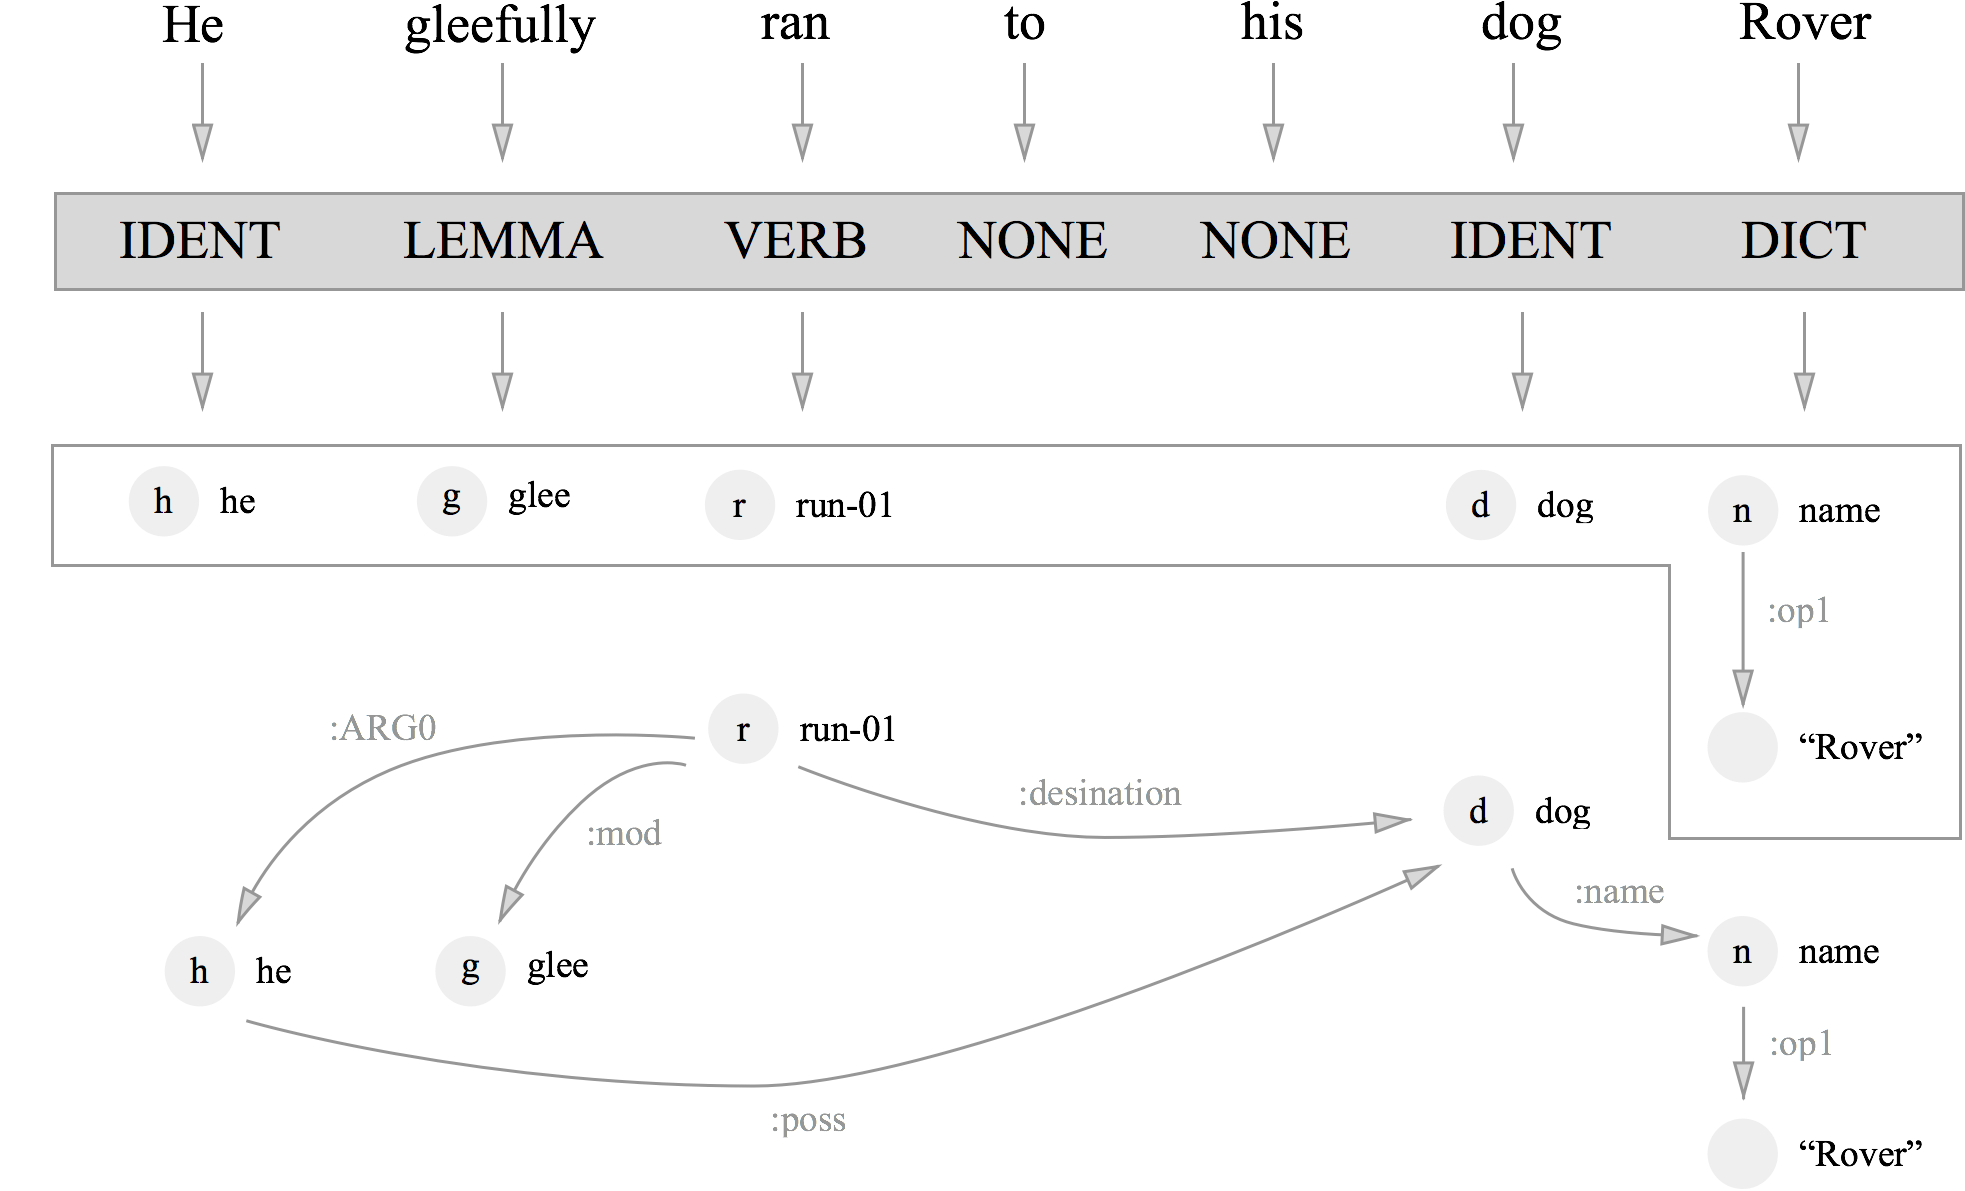 He gleefully ran to his dog Rover
IDENT LEMMA VERB NONE NONE IDENT DICT
h he g glee r run-01 d dog n name
:op1
“Rover”
r run-01
:ARG0
:mod
:desination
d dog
:name
h he g glee n name
:op1
:poss
“Rover”